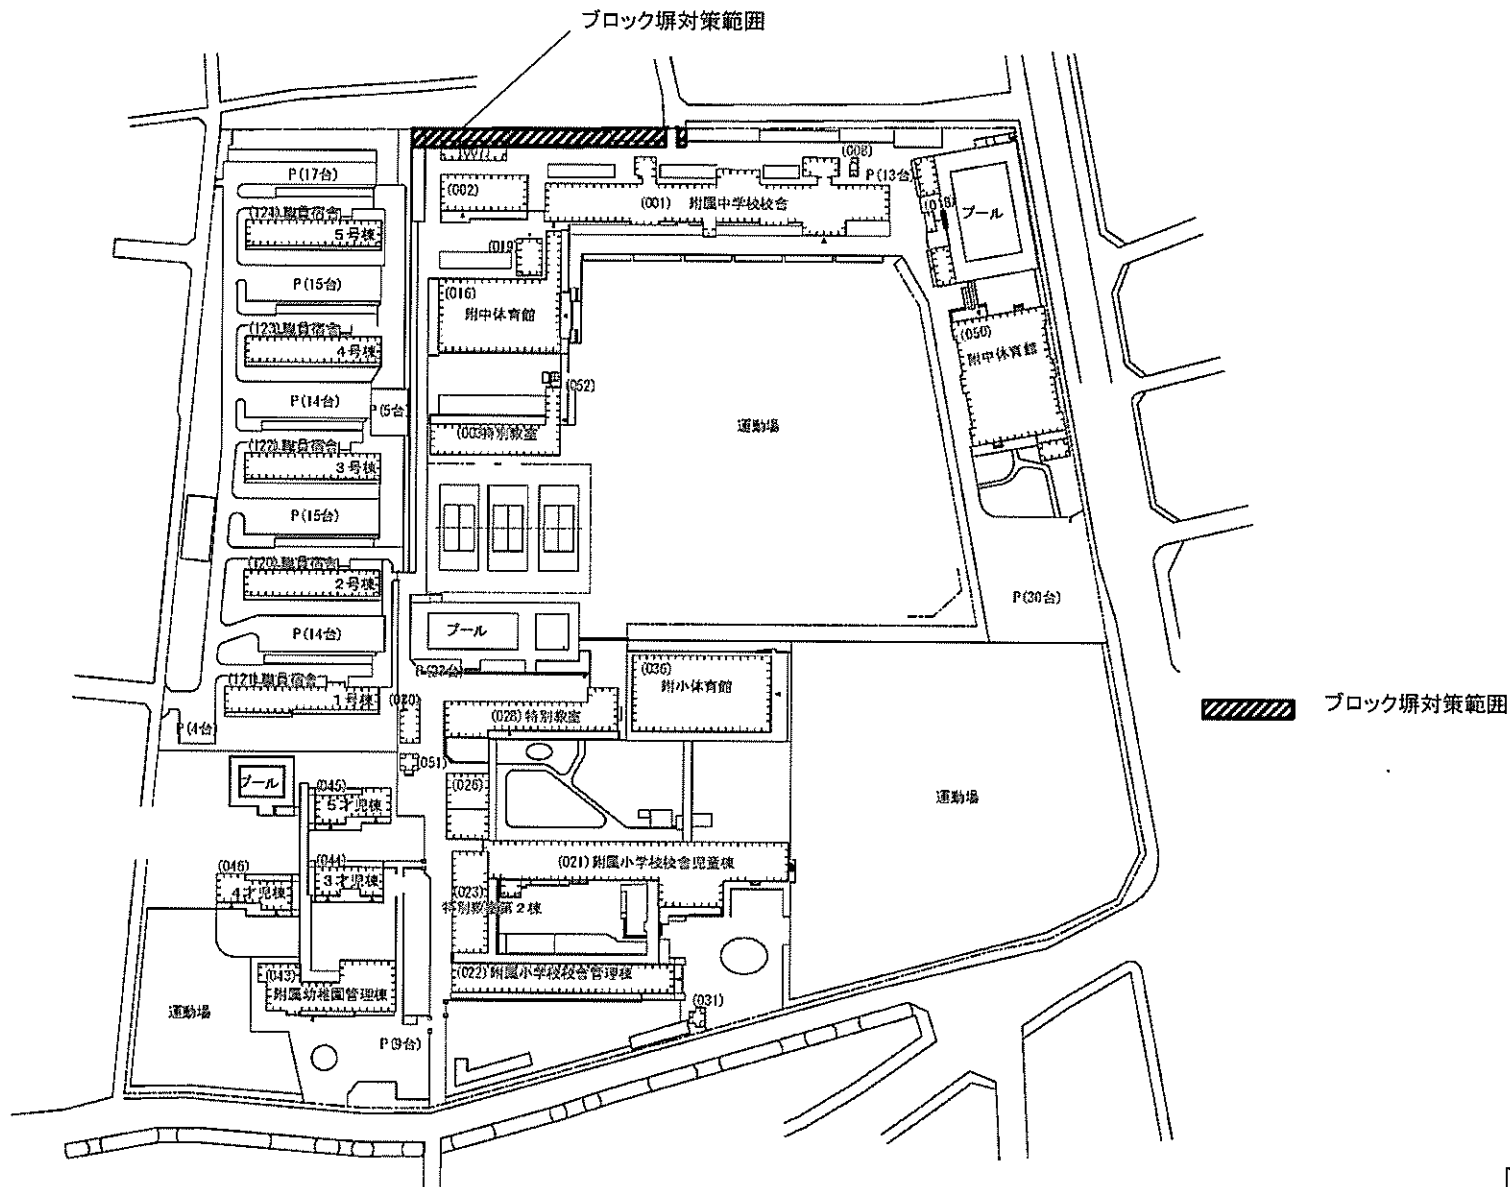 ブロック塀対策範囲
(007)
(008)
P(17台)
P(13台)
(002)
(001) 附属中学校校舎
(018)
プール
(124)職員宿舎
5号棟
(019)
P(15台)
(016)
附中体育館
(050)
附中体育館
(123)職員宿舎
4号棟
(052)
P(14台)
P(5台)
(003)特別教室
運動場
(122)職員宿舎
3号棟
P(15台)
(120)職員宿舎
2号棟
P(30台)
P(14台)
プール
P(37台)
(036)
附小体育館
(121)職員宿舎
1号棟
(030)
(028)特別教室
ブロック塀対策範囲
P(4台)
(051)
プール
(045)
5才児棟
(026)
運動場
(046)
4才児棟
(044)
3才児棟
(021)附属小学校校舎児童棟
(023)
特別教室第2棟
(043)
附属幼稚園管理棟
(022)附属小学校校舎管理棟
運動場
(031)
P(9台)